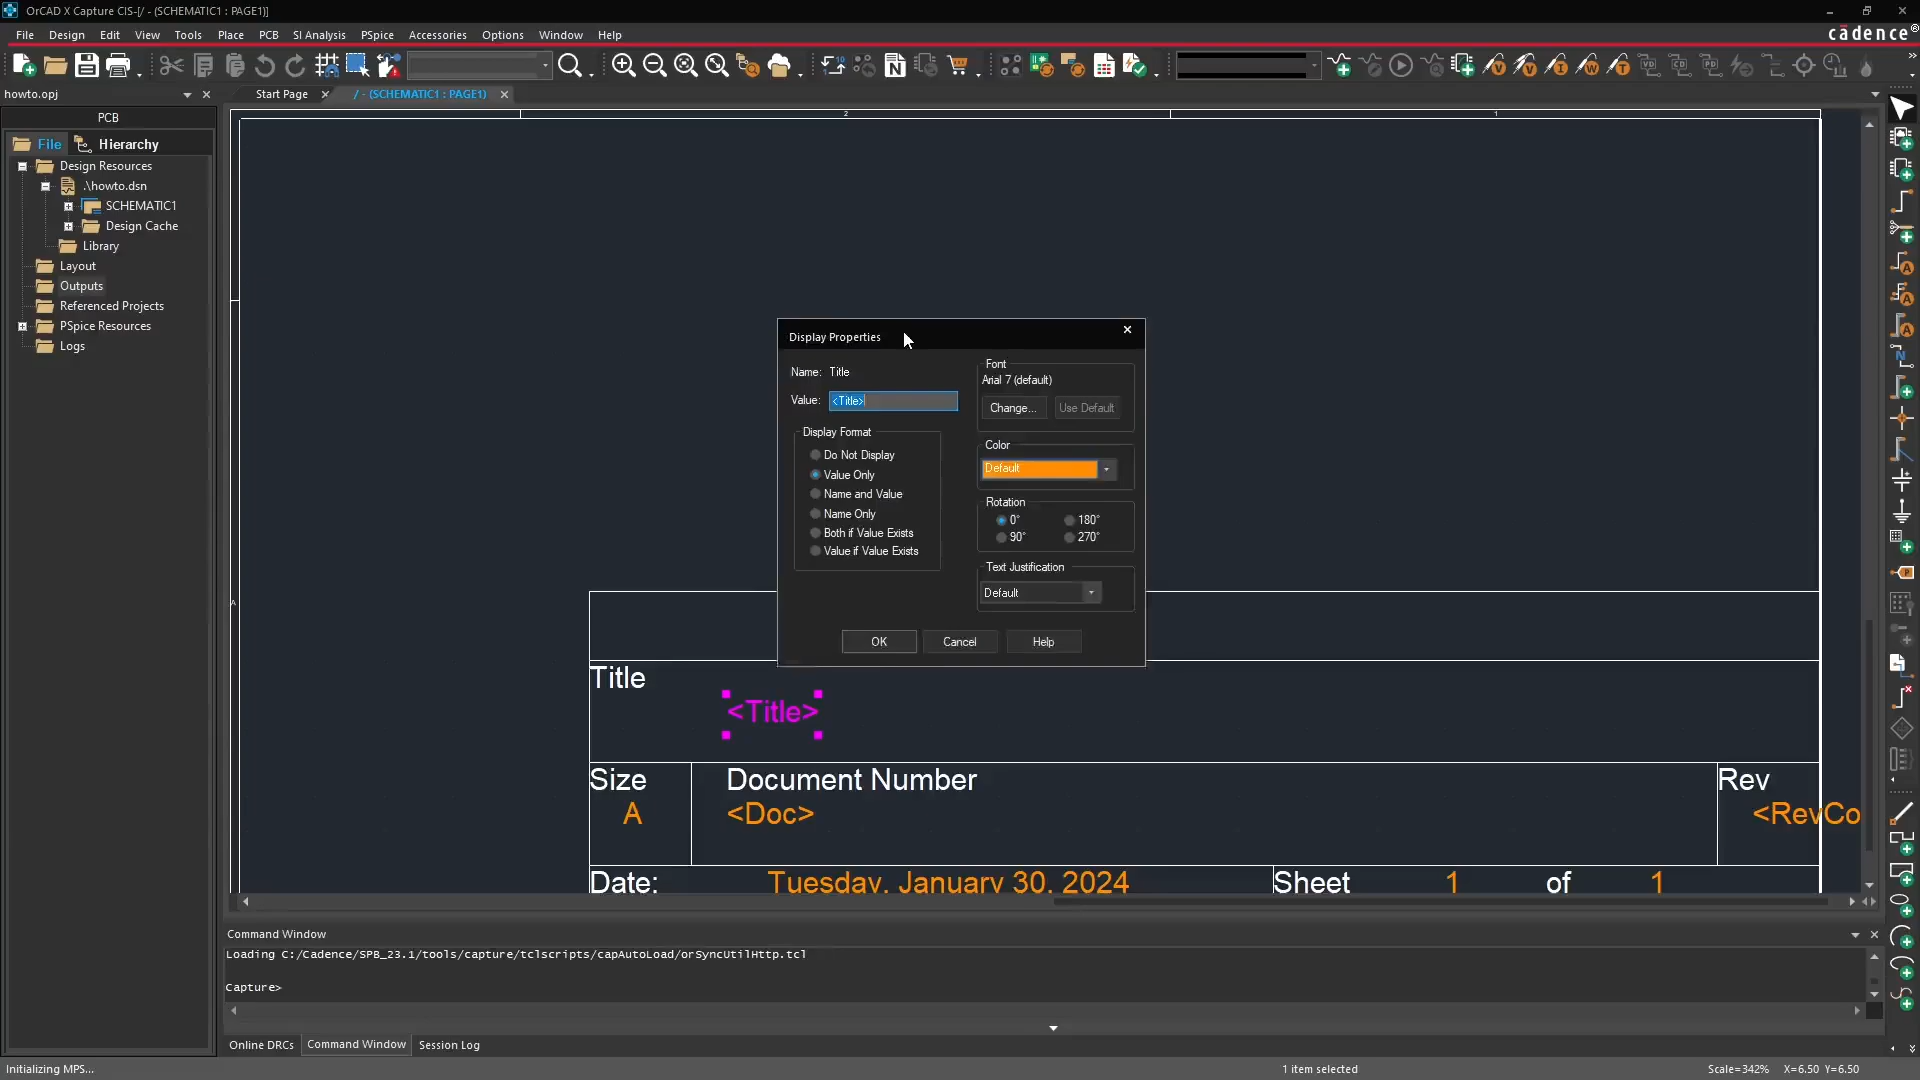 OrCAD X Capture CIS-[/ - (SCHEMATIC1 : PAGE1)]
File Design Edit View Tools Place PCB SI Analysis PSpice Accessories Options Window Help
cādence®
howto.opj
Start Page
/ - (SCHEMATIC1 : PAGE1)
PCB
File Hierarchy
Design Resources
.\howto.dsn
SCHEMATIC1
Design Cache
Library
Layout
Outputs
Referenced Projects
PSpice Resources
Logs
2
1
A
Display Properties
Name: Title
Value: <Title>
Display Format
Do Not Display
Value Only
Name and Value
Name Only
Both if Value Exists
Value if Value Exists
Font
Arial 7 (default)
Change... Use Default
Color
Default
Rotation
0° 180°
90° 270°
Text Justification
Default
OK Cancel Help
Title
<Title>
Size Document Number Rev
A <Doc> <RevCo
Date: Tuesday, January 30, 2024 Sheet 1 of 1
Command Window
Loading C:/Cadence/SPB_23.1/tools/capture/tclscripts/capAutoLoad/orSyncUtilHttp.tcl
Capture>
Online DRCs Command Window Session Log
Initializing MPS... 1 item selected Scale=342% X=6.50 Y=6.50